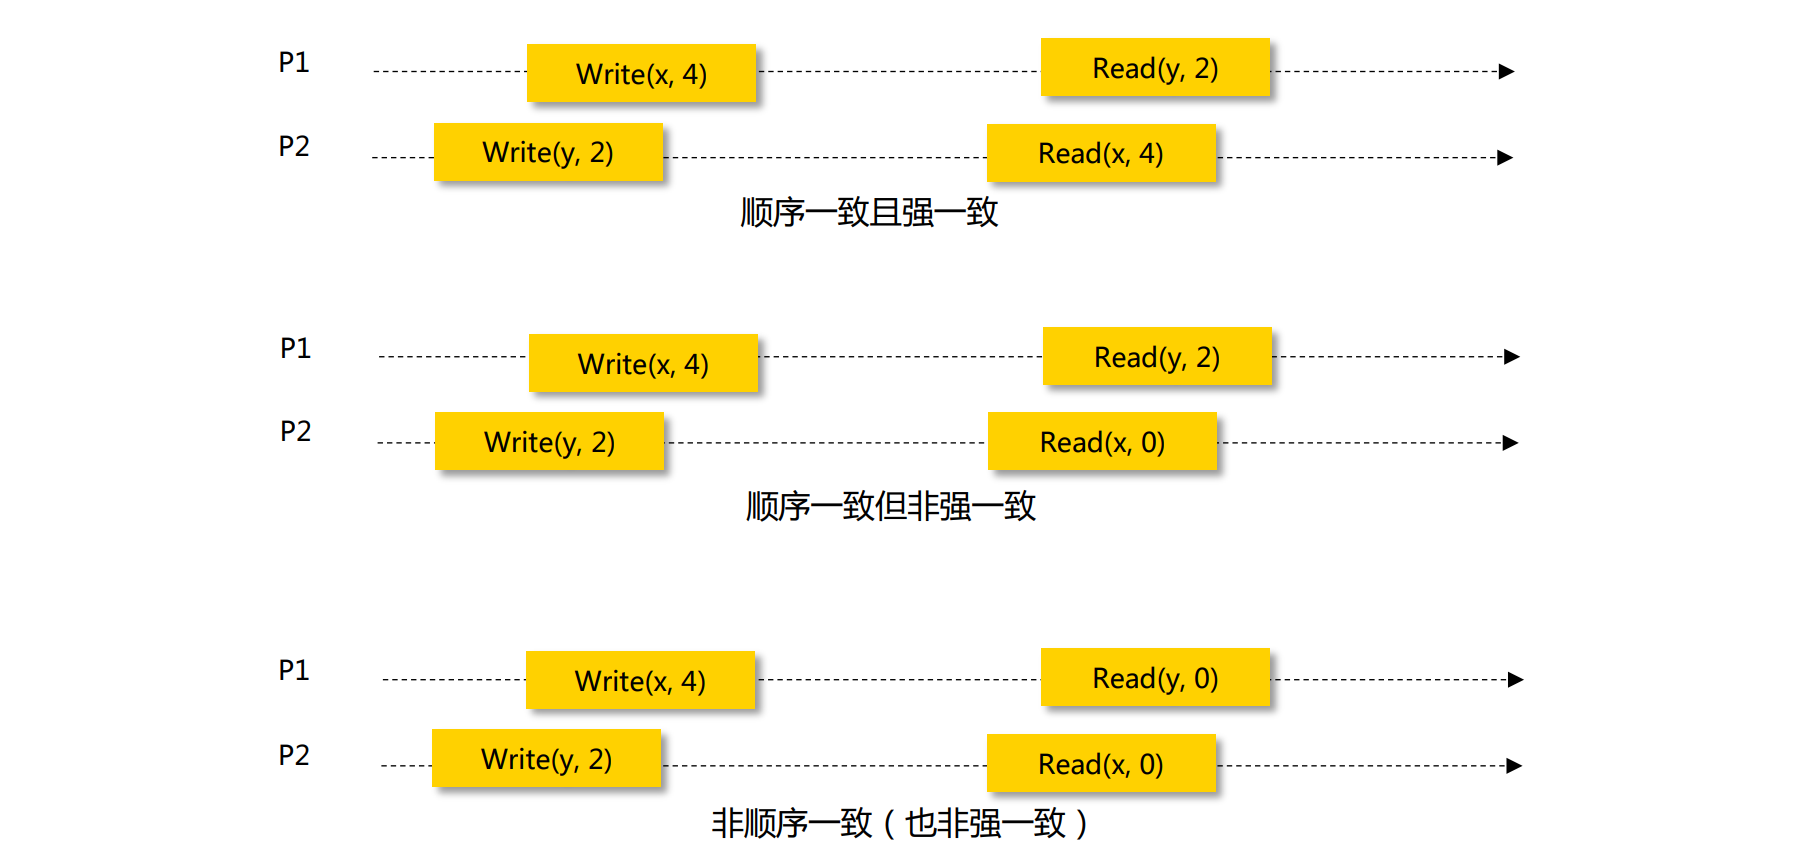 P1
Write(x, 4)
Read(y, 2)
P2
Write(y, 2)
Read(x, 4)
顺序一致且强一致
P1
Write(x, 4)
Read(y, 2)
P2
Write(y, 2)
Read(x, 0)
顺序一致但非强一致
P1
Write(x, 4)
Read(y, 0)
P2
Write(y, 2)
Read(x, 0)
非顺序一致（也非强一致）